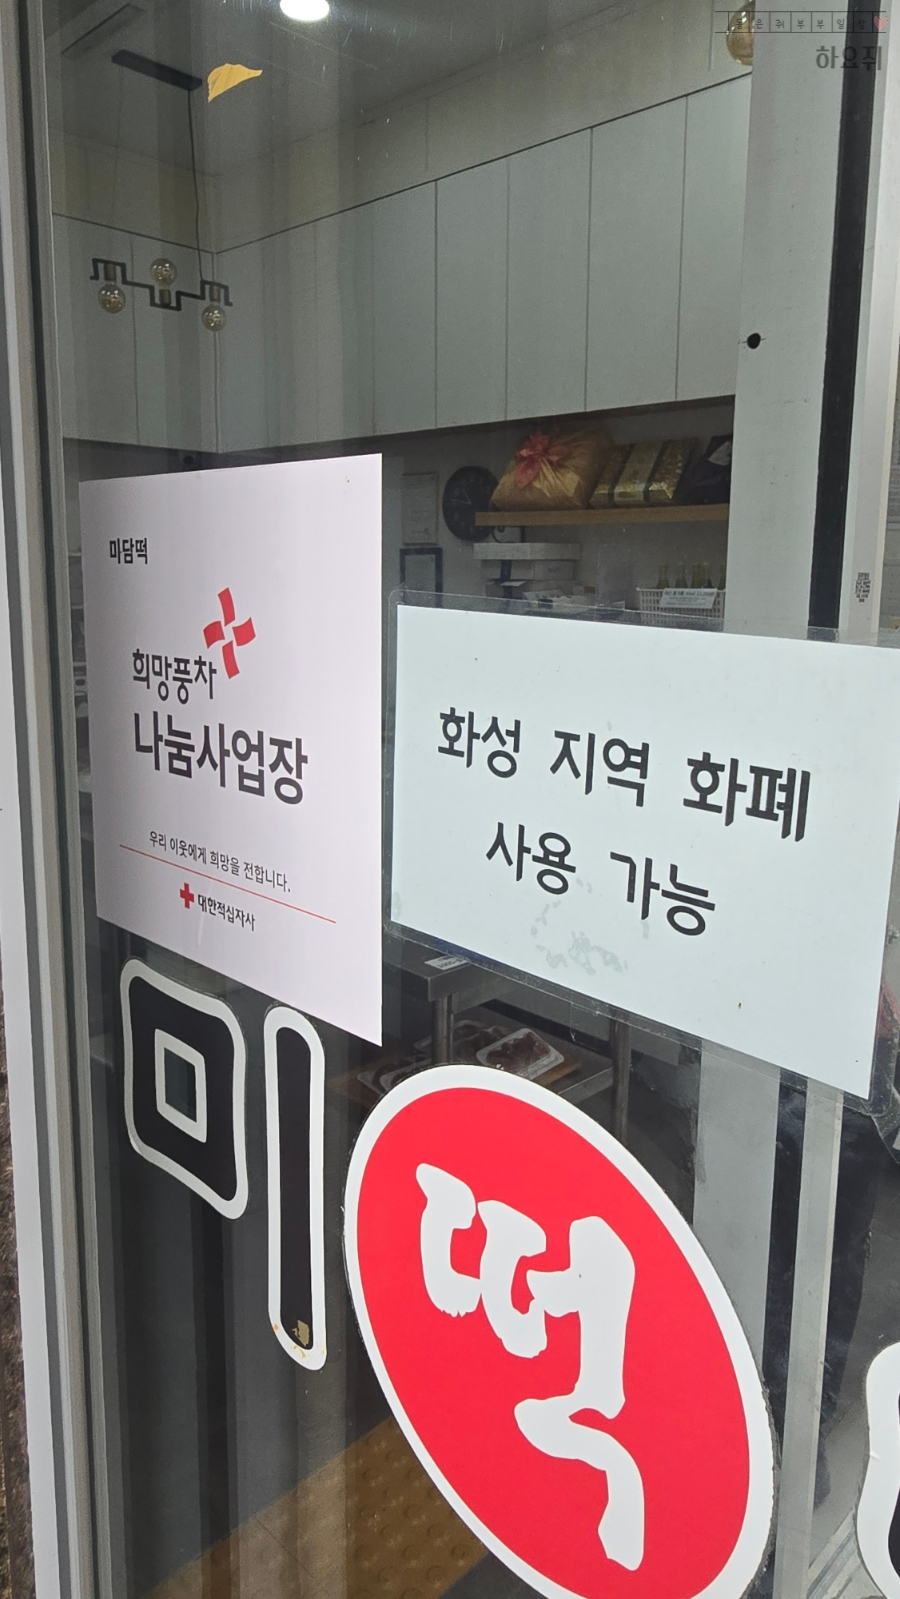 하요쥐
마담떡
희망풍차
나눔사업장
우리 이웃에게 희망을 전합니다.
대한적십자사
화성 지역 화폐
사용 가능
미
떡